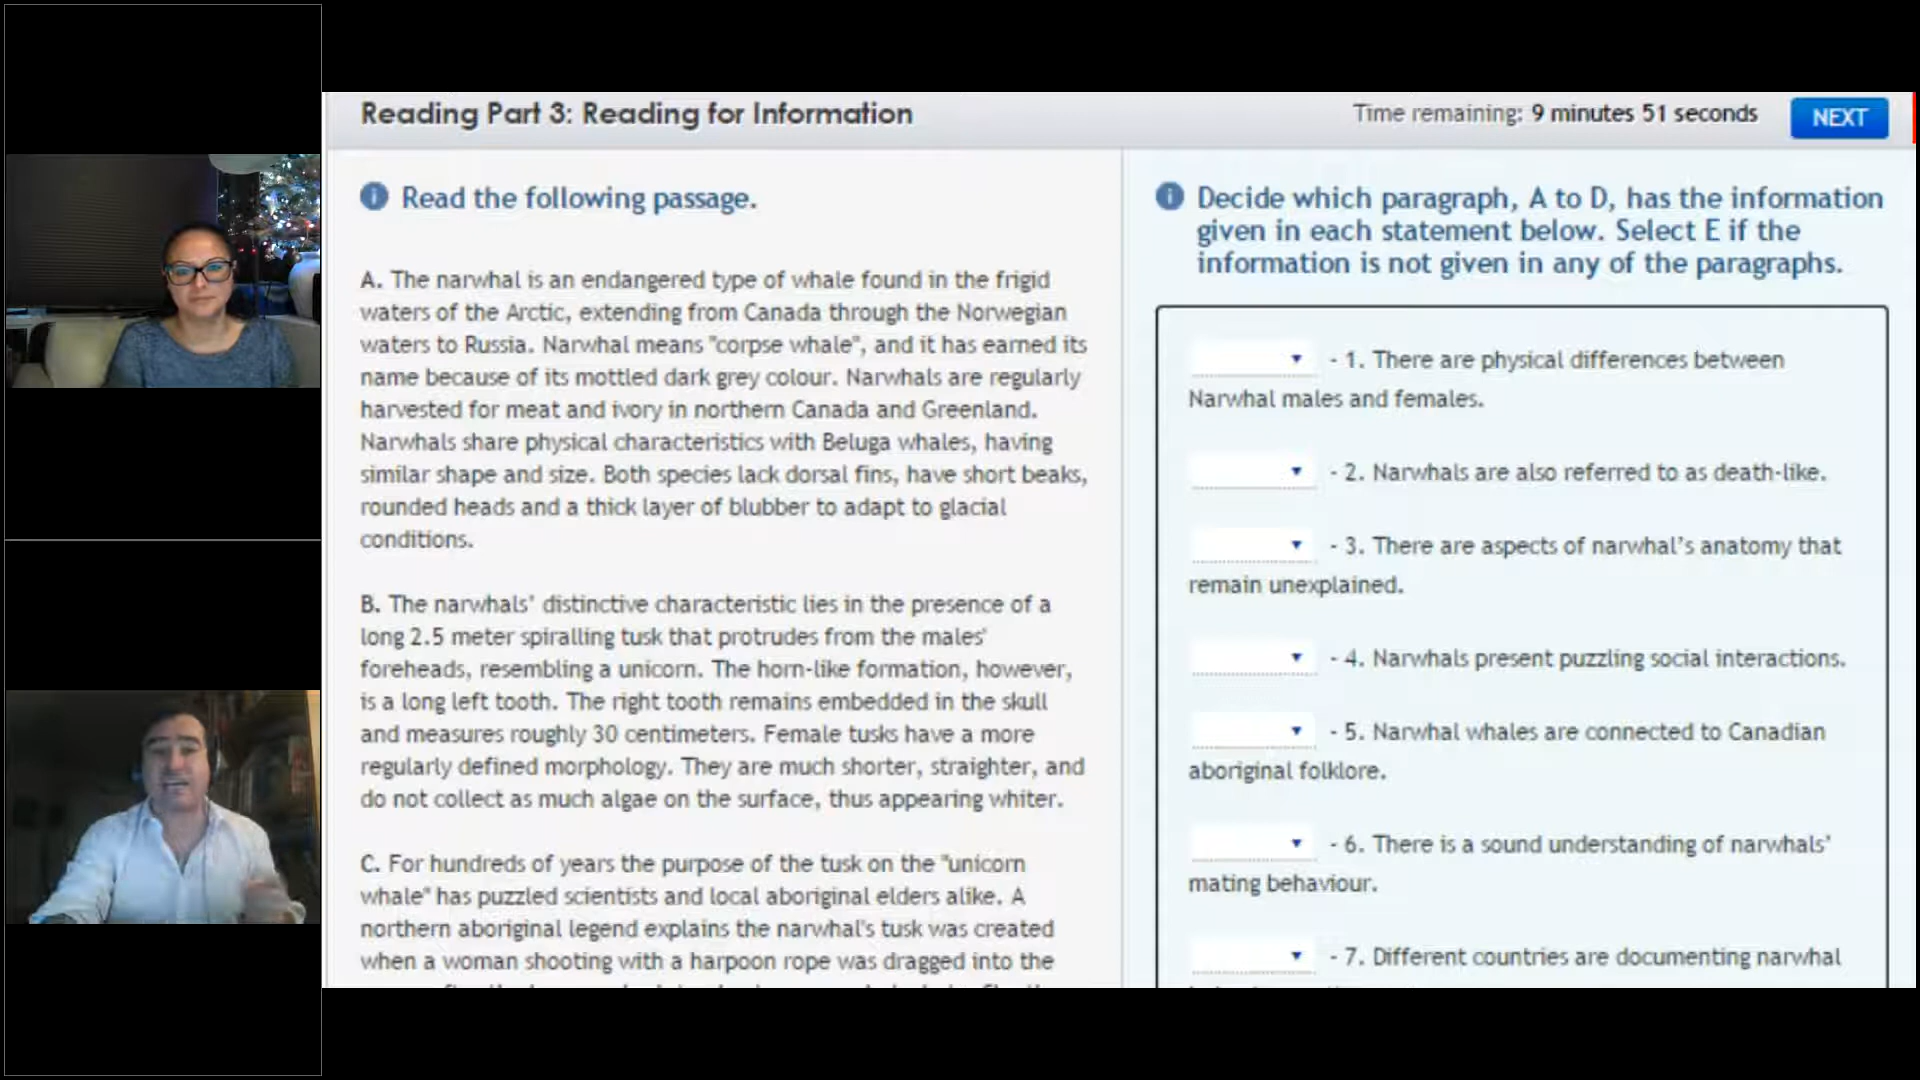 Reading Part 3: Reading for Information
Time remaining: 9 minutes 51 seconds
NEXT
Read the following passage.
A. The narwhal is an endangered type of whale found in the frigid
waters of the Arctic, extending from Canada through the Norwegian
waters to Russia. Narwhal means "corpse whale", and it has earned its
name because of its mottled dark grey colour. Narwhals are regularly
harvested for meat and ivory in northern Canada and Greenland.
Narwhals share physical characteristics with Beluga whales, having
similar shape and size. Both species lack dorsal fins, have short beaks,
rounded heads and a thick layer of blubber to adapt to glacial
conditions.
B. The narwhals' distinctive characteristic lies in the presence of a
long 2.5 meter spiralling tusk that protrudes from the males'
foreheads, resembling a unicorn. The horn-like formation, however,
is a long left tooth. The right tooth remains embedded in the skull
and measures roughly 30 centimeters. Female tusks have a more
regularly defined morphology. They are much shorter, straighter, and
do not collect as much algae on the surface, thus appearing whiter.
C. For hundreds of years the purpose of the tusk on the "unicorn
whale" has puzzled scientists and local aboriginal elders alike. A
northern aboriginal legend explains the narwhal's tusk was created
when a woman shooting with a harpoon rope was dragged into the
Decide which paragraph, A to D, has the information
given in each statement below. Select E if the
information is not given in any of the paragraphs.
- 1. There are physical differences between
Narwhal males and females.
- 2. Narwhals are also referred to as death-like.
- 3. There are aspects of narwhal's anatomy that
remain unexplained.
- 4. Narwhals present puzzling social interactions.
- 5. Narwhal whales are connected to Canadian
aboriginal folklore.
- 6. There is a sound understanding of narwhals'
mating behaviour.
- 7. Different countries are documenting narwhal